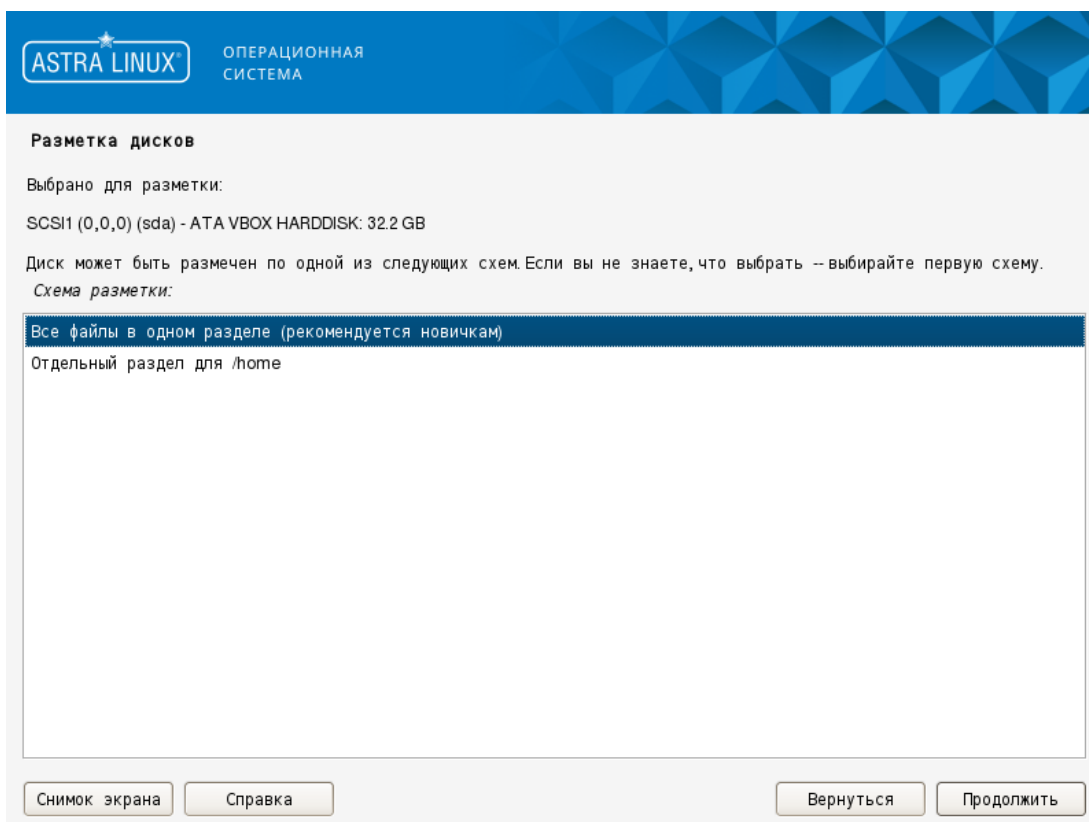 ASTRA LINUX®
ОПЕРАЦИОННАЯ
СИСТЕМА
Разметка дисков
Выбрано для разметки:
SCSI1 (0,0,0) (sda) - ATA VBOX HARDDISK: 32.2 GB
Диск может быть размечен по одной из следующих схем. Если вы не знаете, что выбрать -- выбирайте первую схему.
Схема разметки:
Все файлы в одном разделе (рекомендуется новичкам)
Отдельный раздел для /home
Снимок экрана Справка Вернуться Продолжить